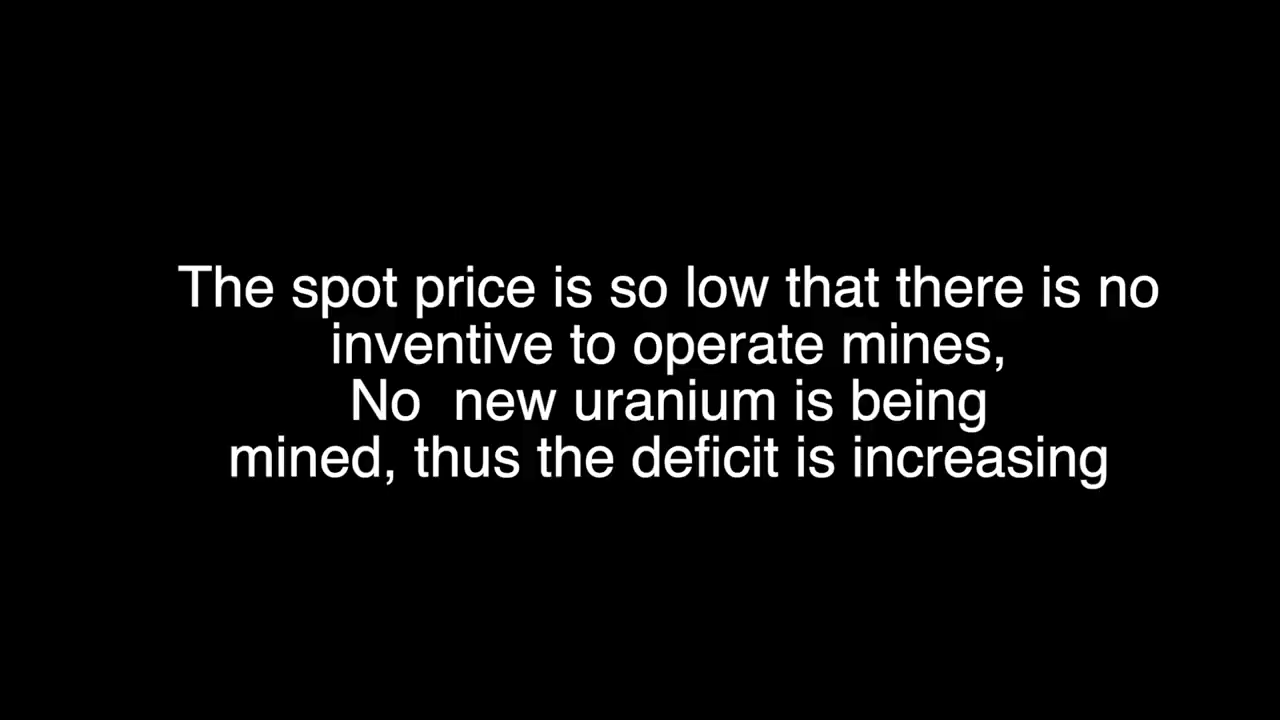 The spot price is so low that there is no
inventive to operate mines,
No  new uranium is being
mined, thus the deficit is increasing